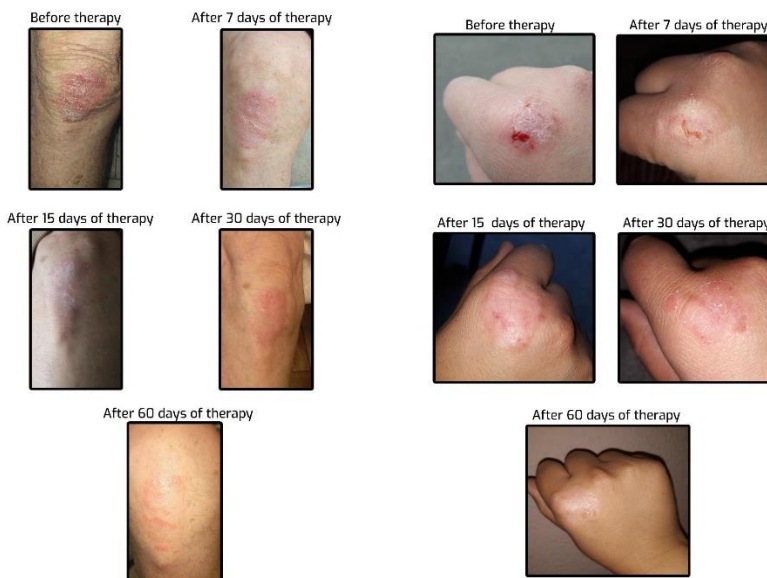 Before therapy
After 7 days of therapy
After 15 days of therapy
After 30 days of therapy
After 60 days of therapy
Before therapy
After 7 days of therapy
After 15 days of therapy
After 30 days of therapy
After 60 days of therapy